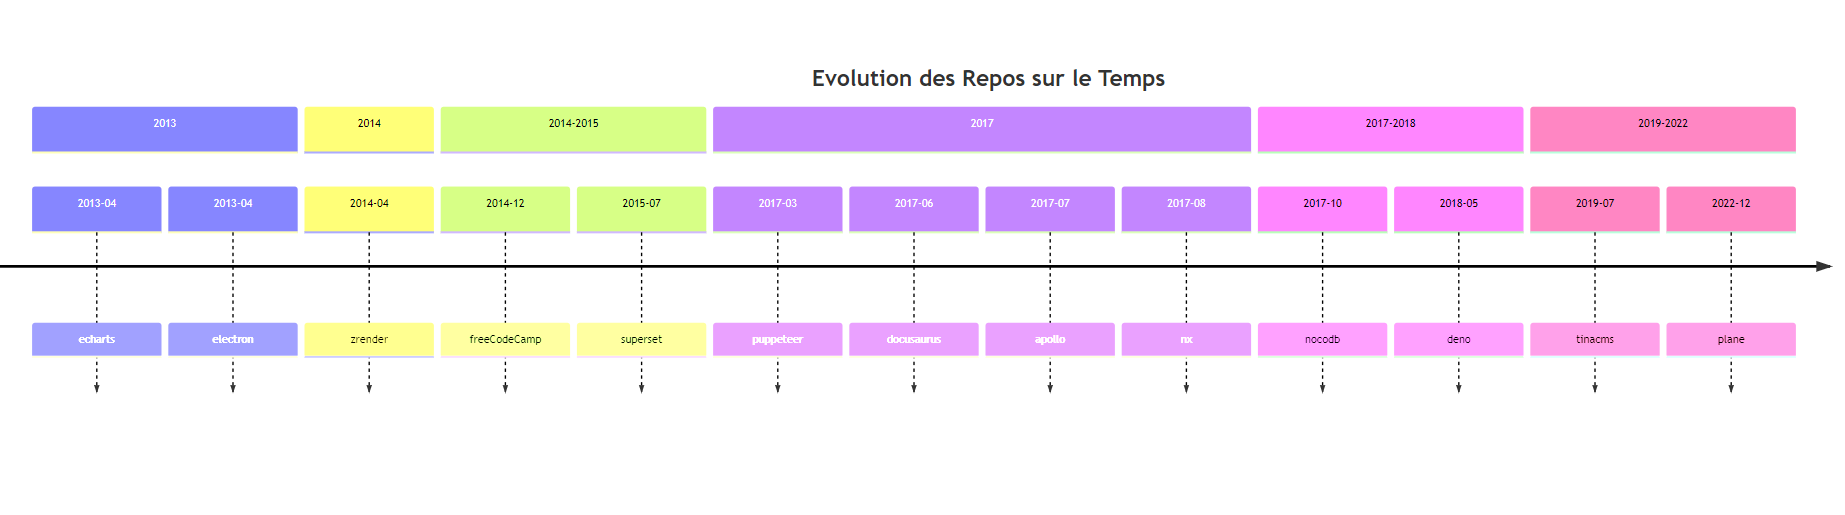 Evolution des Repos sur le Temps
2013 2014 2014-2015 2017 2017-2018 2019-2022
2013-04 2013-04 2014-04 2014-12 2015-07 2017-03 2017-06 2017-07 2017-08 2017-10 2018-05 2019-07 2022-12
echarts electron zrender freeCodeCamp superset puppeteer docusaurus apollo nx nocodb deno tinacms plane